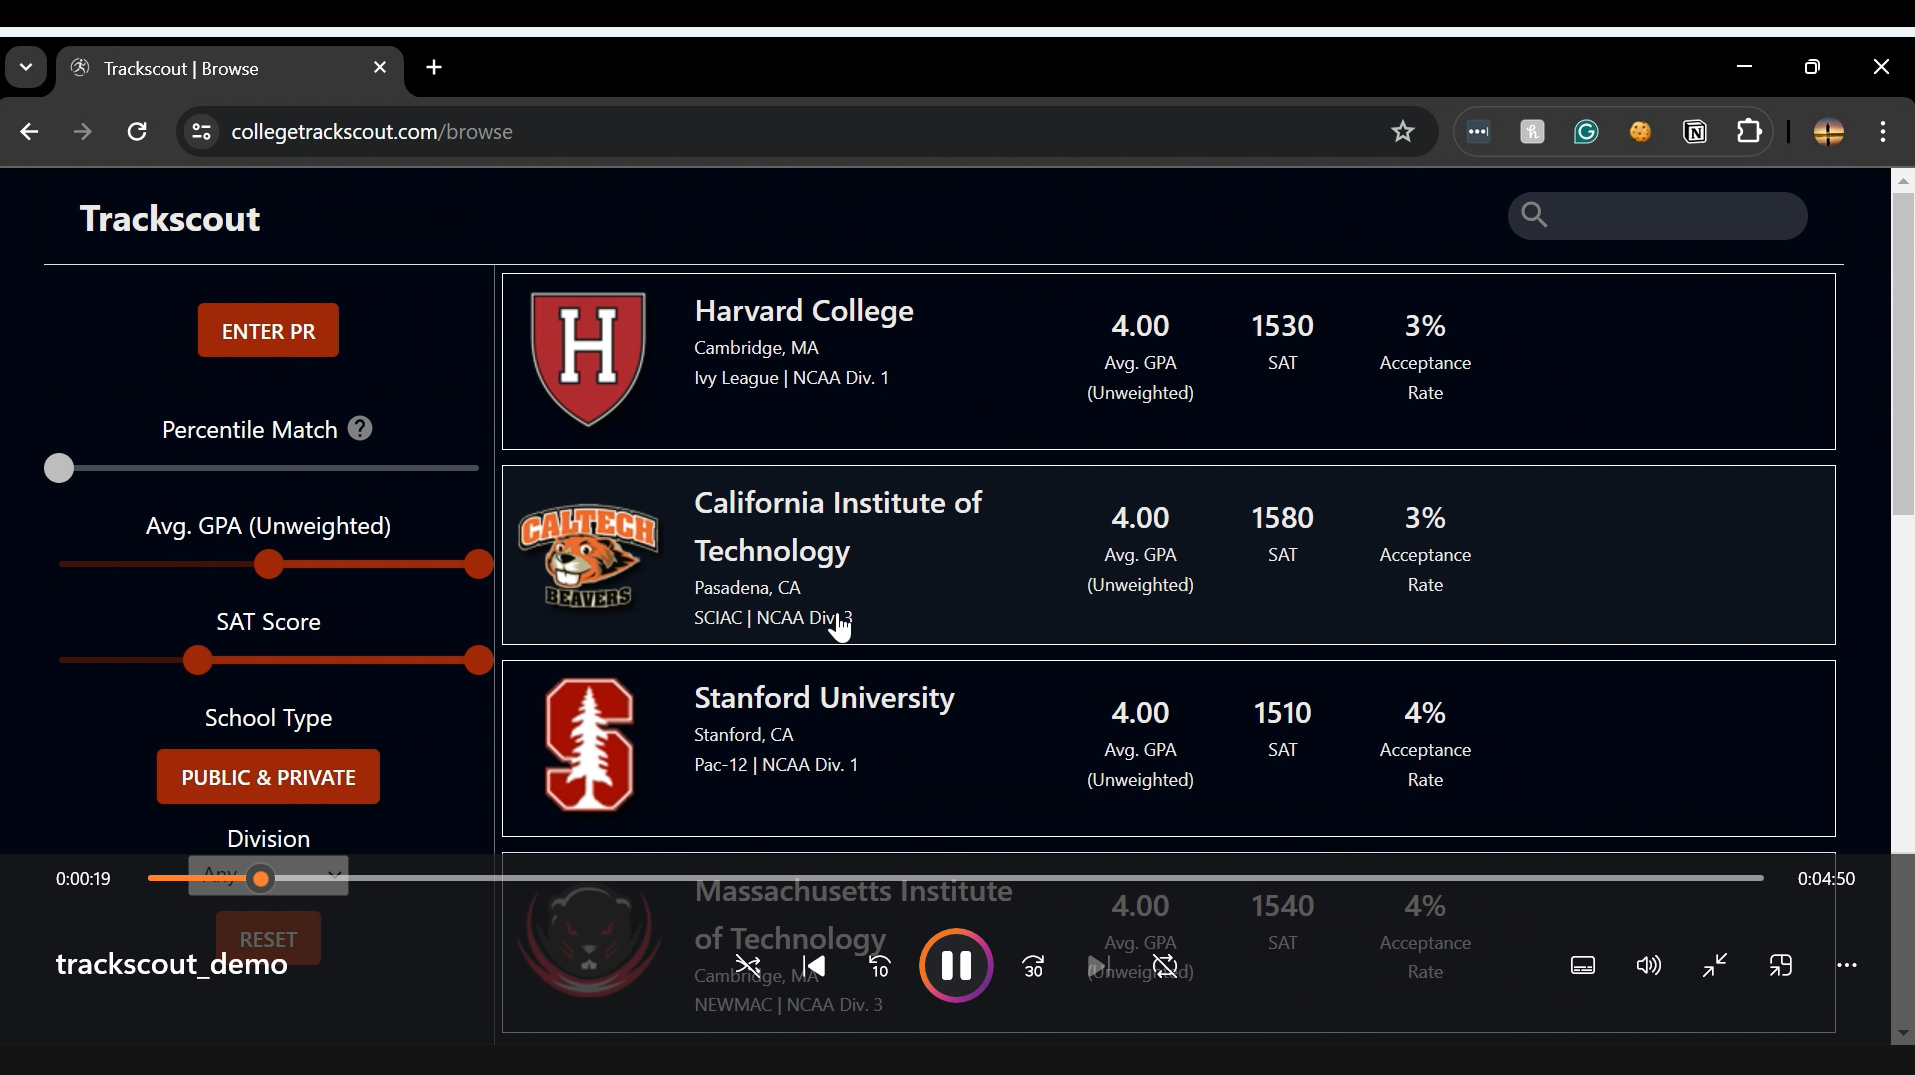 Trackscout | Browse
collegetrackscout.com/browse
Trackscout
ENTER PR
Percentile Match ?
Avg. GPA (Unweighted)
SAT Score
School Type
PUBLIC & PRIVATE
Division
Any
RESET
H
Harvard College
Cambridge, MA
Ivy League | NCAA Div. 1
4.00
Avg. GPA
(Unweighted)
1530
SAT
3%
Acceptance
Rate
CALTECH
BEAVERS
California Institute of
Technology
Pasadena, CA
SCIAC | NCAA Div. 3
4.00
Avg. GPA
(Unweighted)
1580
SAT
3%
Acceptance
Rate
S
Stanford University
Stanford, CA
Pac-12 | NCAA Div. 1
4.00
Avg. GPA
(Unweighted)
1510
SAT
4%
Acceptance
Rate
Massachusetts Institute
of Technology
Cambridge, MA
NEWMAC | NCAA Div. 3
4.00
Avg. GPA
(Unweighted)
1540
SAT
4%
Acceptance
Rate
0:00:19
0:04:50
trackscout_demo
10
30